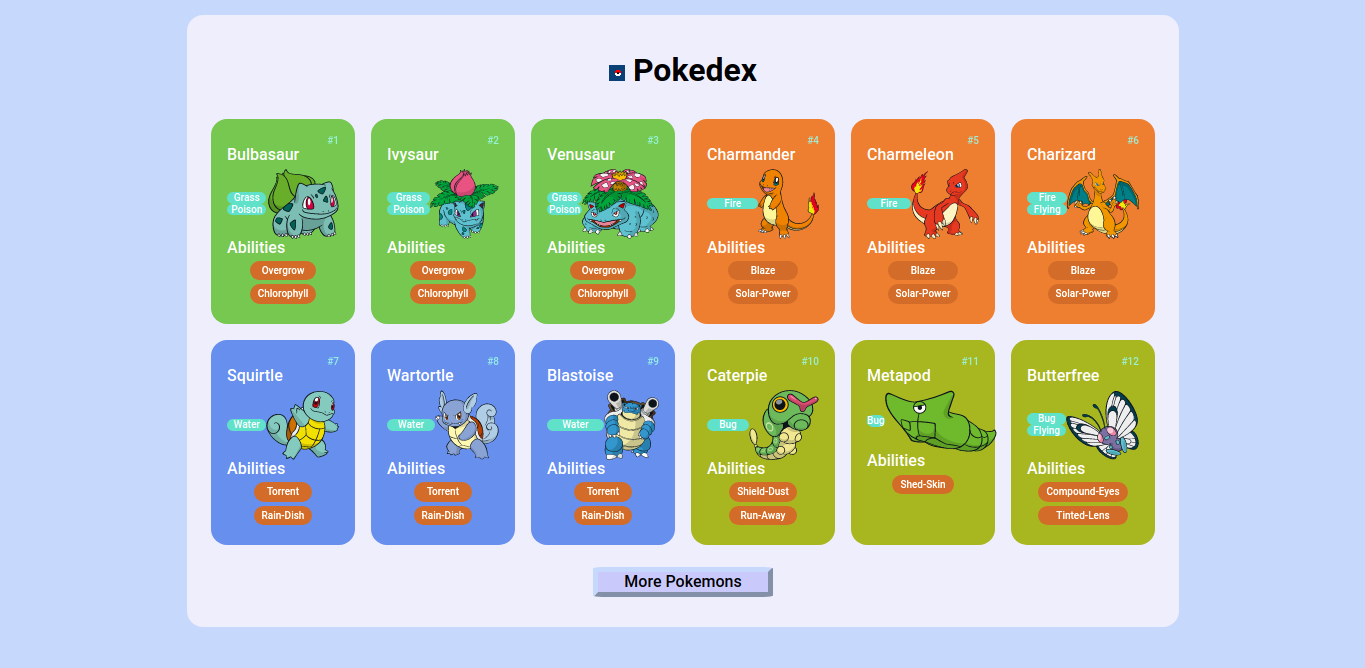 Pokedex
#1
Bulbasaur
Grass
Poison
Abilities
Overgrow
Chlorophyll
#2
Ivysaur
Grass
Poison
Abilities
Overgrow
Chlorophyll
#3
Venusaur
Grass
Poison
Abilities
Overgrow
Chlorophyll
#4
Charmander
Fire
Abilities
Blaze
Solar-Power
#5
Charmeleon
Fire
Abilities
Blaze
Solar-Power
#6
Charizard
Fire
Flying
Abilities
Blaze
Solar-Power
#7
Squirtle
Water
Abilities
Torrent
Rain-Dish
#8
Wartortle
Water
Abilities
Torrent
Rain-Dish
#9
Blastoise
Water
Abilities
Torrent
Rain-Dish
#10
Caterpie
Bug
Abilities
Shield-Dust
Run-Away
#11
Metapod
Bug
Abilities
Shed-Skin
#12
Butterfree
Bug
Flying
Abilities
Compound-Eyes
Tinted-Lens
More Pokemons